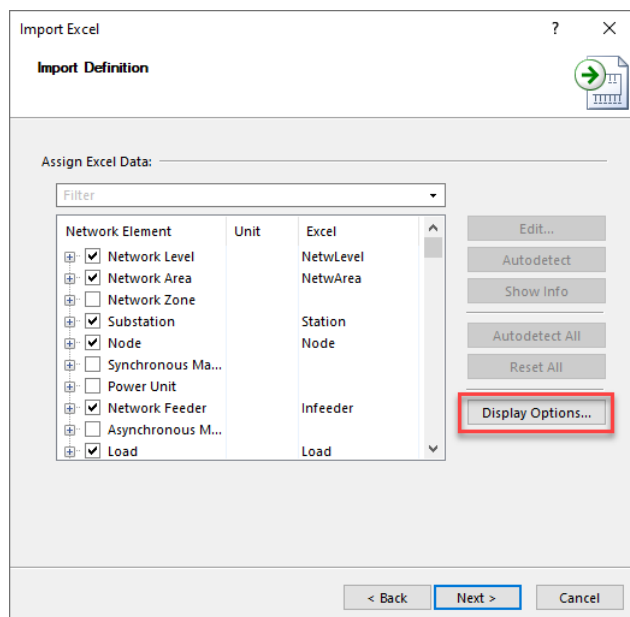 Import Excel ? ×
Import Definition
Assign Excel Data:
Filter
Network Element Unit Excel
Network Level NetwLevel
Network Area NetwArea
Network Zone
Substation Station
Node Node
Synchronous Ma...
Power Unit
Network Feeder Infeeder
Asynchronous M...
Load Load
Edit...
Autodetect
Show Info
Autodetect All
Reset All
Display Options...
< Back Next > Cancel